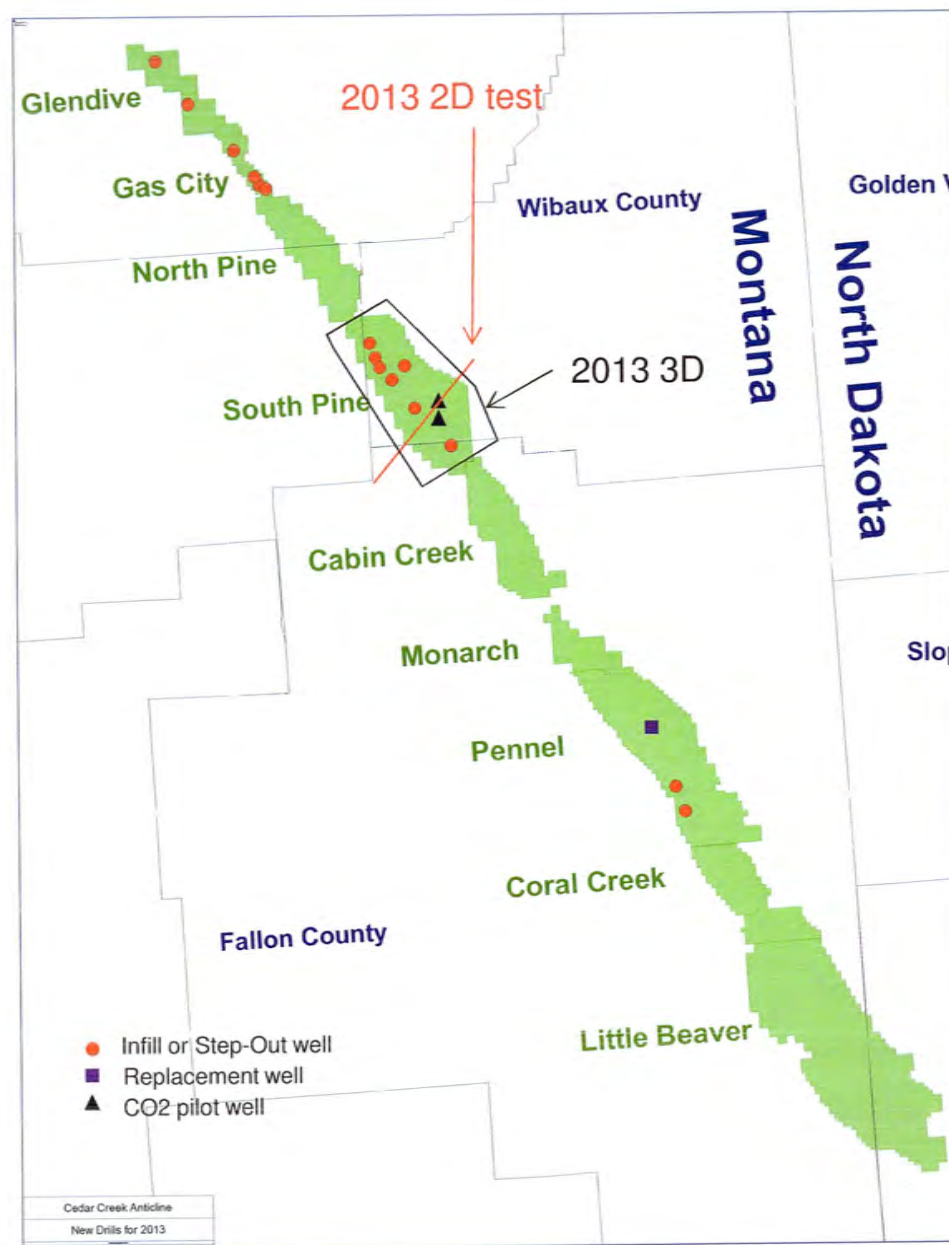 Glendive
2013 2D test
Gas City
Wibaux County
Golden V
North Pine
Montana
North Dakota
2013 3D
South Pine
Cabin Creek
Monarch
Slop
Pennel
Coral Creek
Fallon County
Little Beaver
Infill or Step-Out well
Replacement well
CO2 pilot well
Cedar Creek Anticline
New Drills for 2013